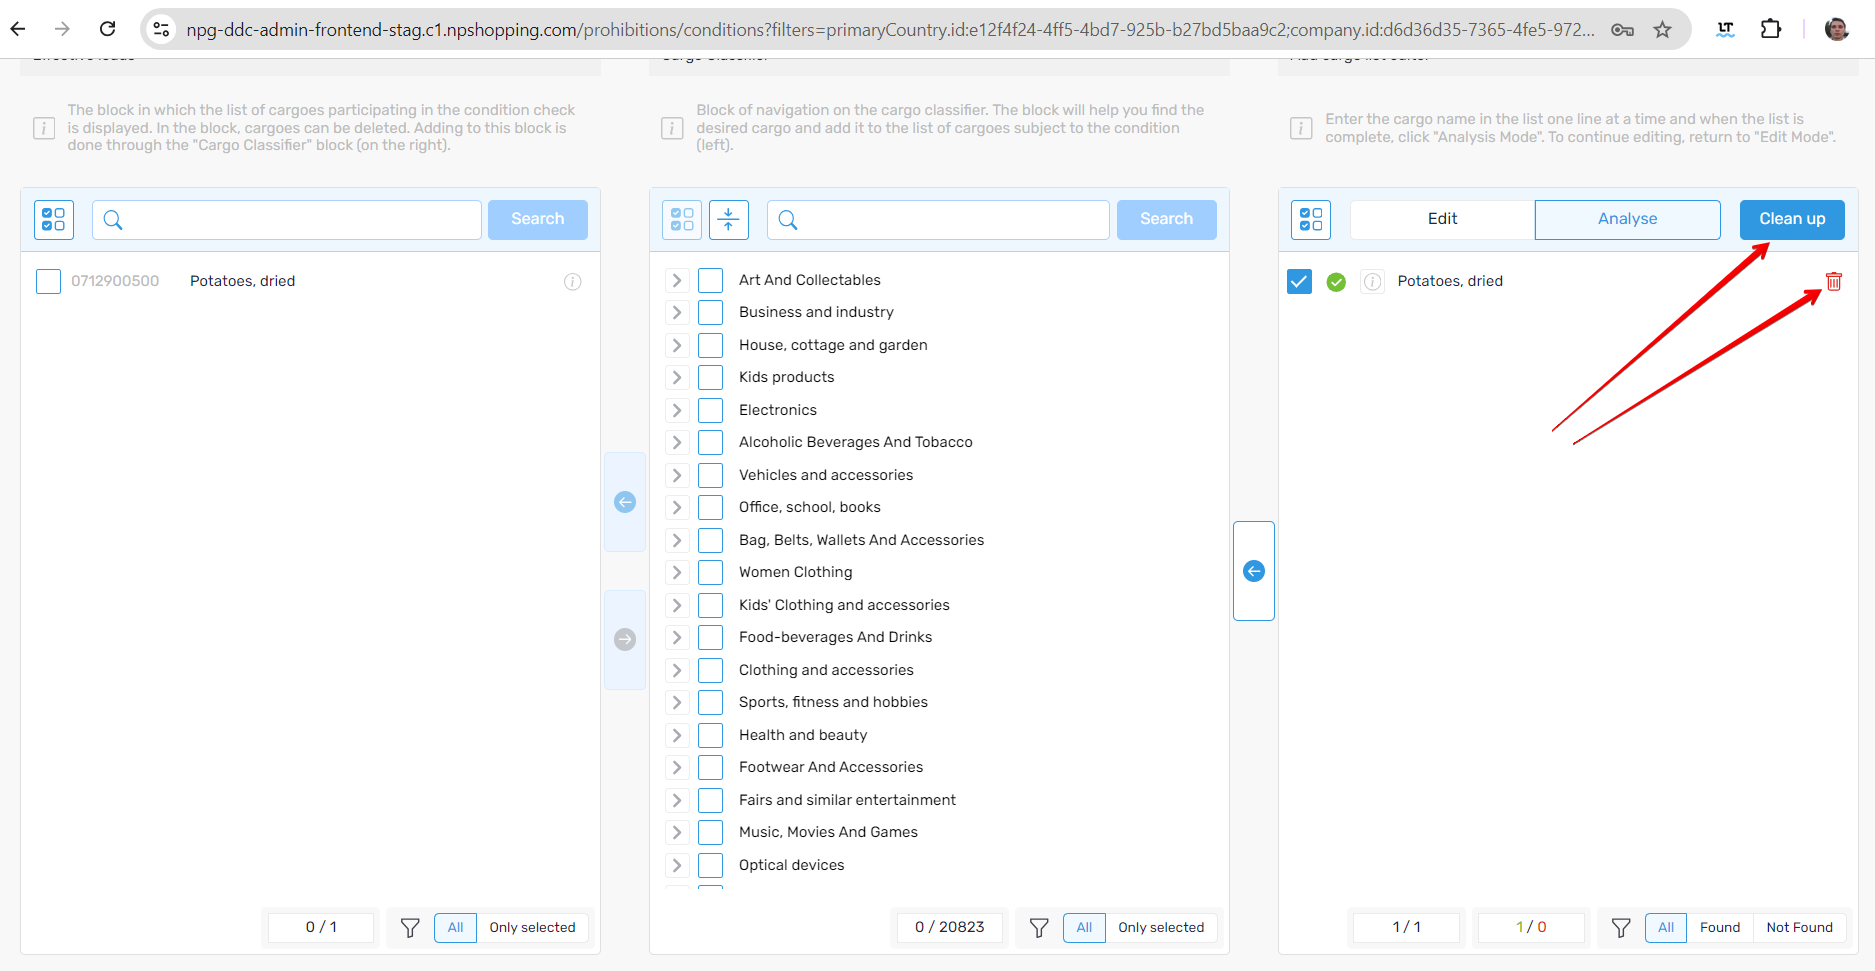 npg-ddc-admin-frontend-stag.c1.npshopping.com/prohibitions/conditions?filters=primaryCountry.id:e12f4f24-4ff5-4bd7-925b-b27bd5baa9c2;company.id:d6d36d35-7365-4fe5-972...
LT
The block in which the list of cargoes participating in the condition check
is displayed. In the block, cargoes can be deleted. Adding to this block is
done through the "Cargo Classifier" block (on the right).
Search
0712900500 Potatoes, dried
0 / 1
All Only selected
Cargo Classifier
Block of navigation on the cargo classifier. The block will help you find the
desired cargo and add it to the list of cargoes subject to the condition
(left).
Search
Art And Collectables
Business and industry
House, cottage and garden
Kids products
Electronics
Alcoholic Beverages And Tobacco
Vehicles and accessories
Office, school, books
Bag, Belts, Wallets And Accessories
Women Clothing
Kids' Clothing and accessories
Food-beverages And Drinks
Clothing and accessories
Sports, fitness and hobbies
Health and beauty
Footwear And Accessories
Fairs and similar entertainment
Music, Movies And Games
Optical devices
0 / 20823
All Only selected
Add cargo list editor
Enter the cargo name in the list one line at a time and when the list is
complete, click "Analysis Mode". To continue editing, return to "Edit Mode".
Edit Analyse Clean up
Potatoes, dried
1 / 1
1 / 0
All Found Not Found